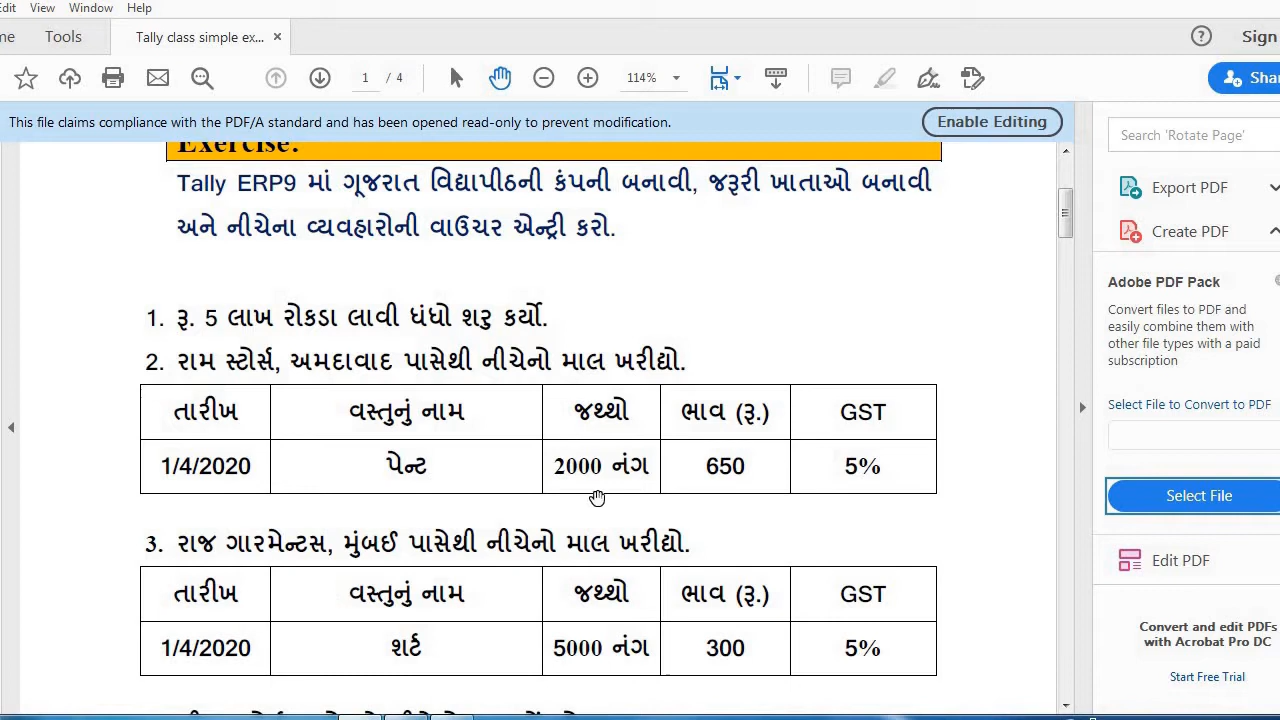 Edit View Window Help
me Tools Tally class simple ex... × Sign
1 / 4 114% Shar
This file claims compliance with the PDF/A standard and has been opened read-only to prevent modification. Enable Editing
Exercise:
Tally ERP9 માં ગૂજરાત વિદ્યાપીઠની કંપની બનાવી, જરૂરી ખાતાઓ બનાવી
અને નીચેના વ્યવહારોની વાઉચર એન્ટ્રી કરો.
1. રૂ. 5 લાખ રોકડા લાવી ધંધો શરુ કર્યો.
2. રામ સ્ટોર્સ, અમદાવાદ પાસેથી નીચેનો માલ ખરીદ્યો.
તારીખ વસ્તુનું નામ જથ્થો ભાવ (રૂ.) GST
1/4/2020 પેન્ટ 2000 નંગ 650 5%
3. રાજ ગારમેન્ટસ, મુંબઈ પાસેથી નીચેનો માલ ખરીદ્યો.
તારીખ વસ્તુનું નામ જથ્થો ભાવ (રૂ.) GST
1/4/2020 શર્ટ 5000 નંગ 300 5%
Search 'Rotate Page'
Export PDF
Create PDF
Adobe PDF Pack
Convert files to PDF and
easily combine them with
other file types with a paid
subscription
Select File to Convert to PDF
Select File
Edit PDF
Convert and edit PDFs
with Acrobat Pro DC
Start Free Trial